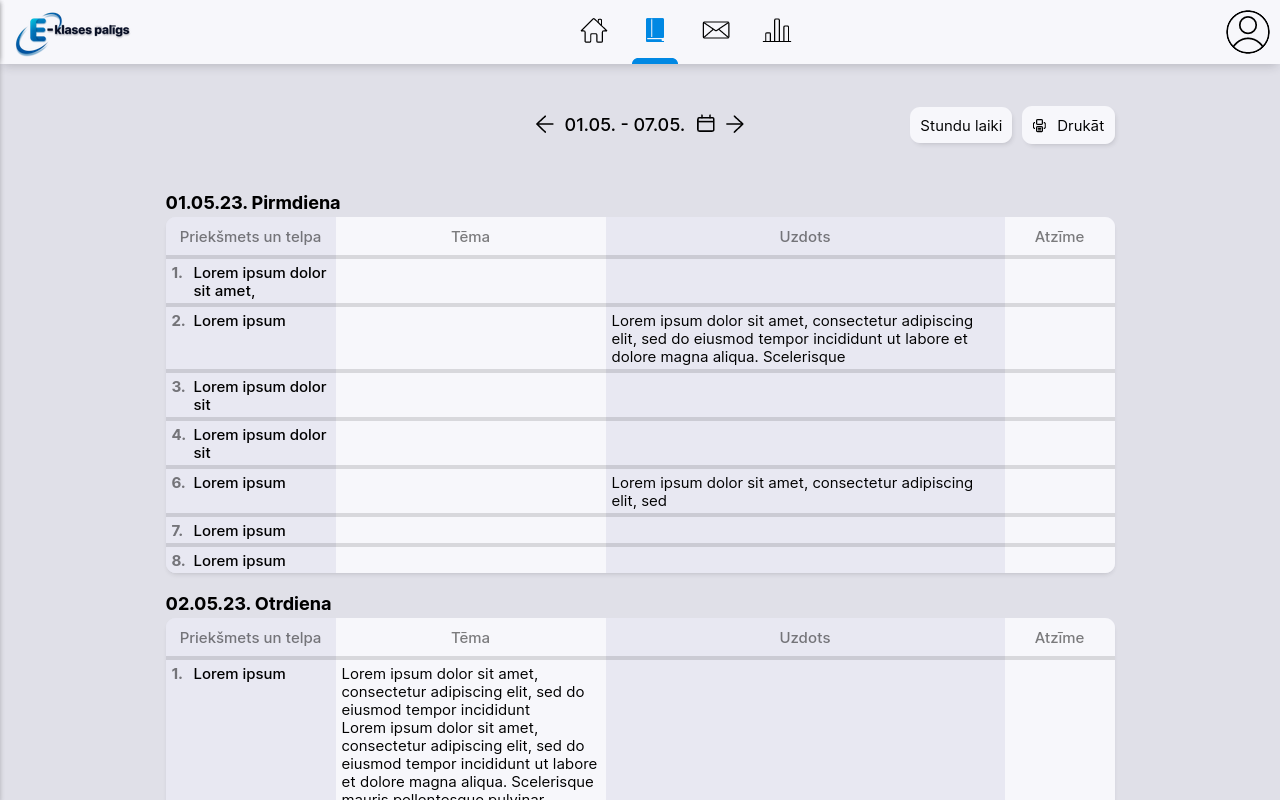 E-klases palīgs
01.05. - 07.05.
Stundu laiki
Drukāt
01.05.23. Pirmdiena
Priekšmets un telpa
Tēma
Uzdots
Atzīme
1. Lorem ipsum dolor
sit amet,
2. Lorem ipsum
Lorem ipsum dolor sit amet, consectetur adipiscing
elit, sed do eiusmod tempor incididunt ut labore et
dolore magna aliqua. Scelerisque
3. Lorem ipsum dolor
sit
4. Lorem ipsum dolor
sit
6. Lorem ipsum
Lorem ipsum dolor sit amet, consectetur adipiscing
elit, sed
7. Lorem ipsum
8. Lorem ipsum
02.05.23. Otrdiena
Priekšmets un telpa
Tēma
Uzdots
Atzīme
1. Lorem ipsum
Lorem ipsum dolor sit amet,
consectetur adipiscing elit, sed do
eiusmod tempor incididunt
Lorem ipsum dolor sit amet,
consectetur adipiscing elit, sed do
eiusmod tempor incididunt ut labore
et dolore magna aliqua. Scelerisque
mauris pellentesque pulvinar